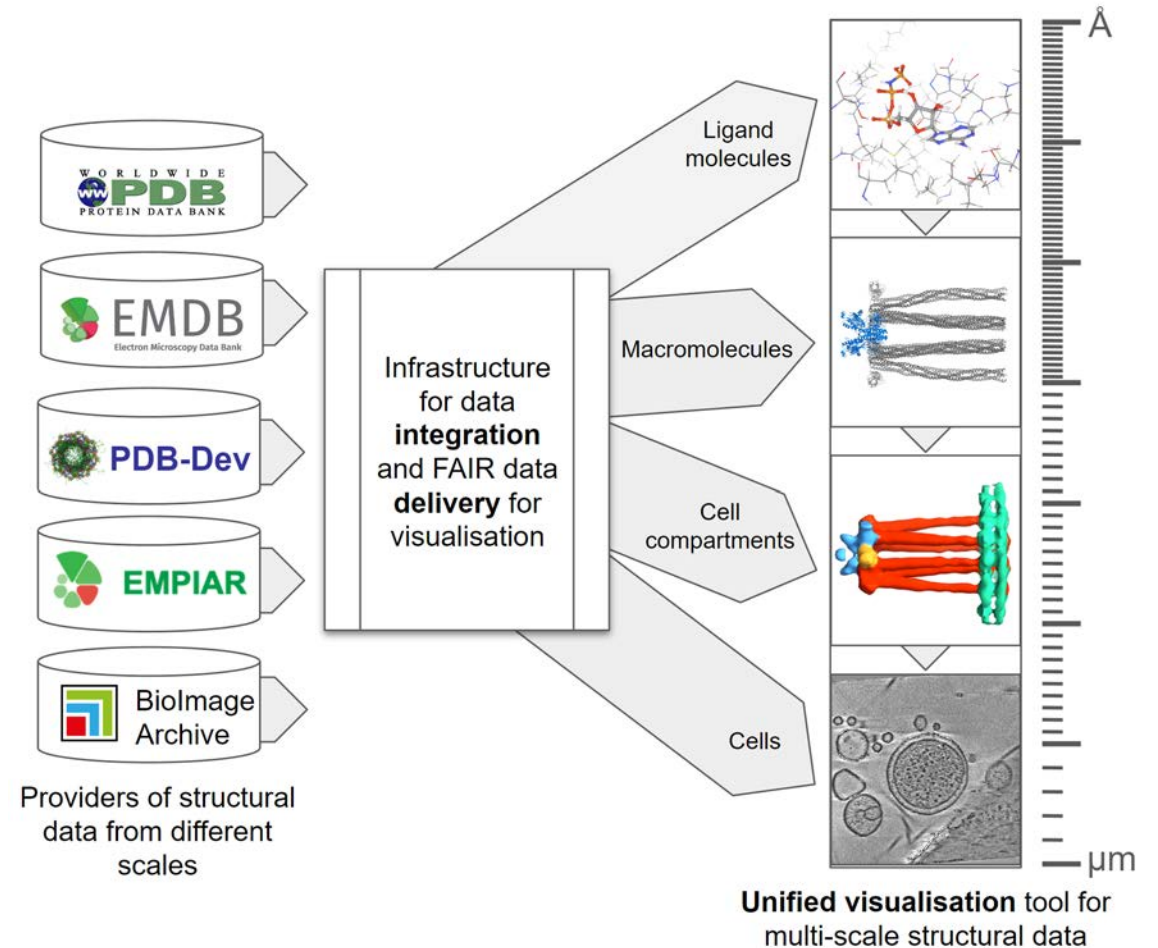 WORLDWIDE
ww PDB
PROTEIN DATA BANK
EMDB
Electron Microscopy Data Bank
PDB-Dev
EMPIAR
BioImage
Archive
Providers of structural
data from different
scales
Infrastructure
for data
integration
and FAIR data
delivery for
visualisation
Ligand
molecules
Macromolecules
Cell
compartments
Cells
Å
µm
Unified visualisation tool for
multi-scale structural data